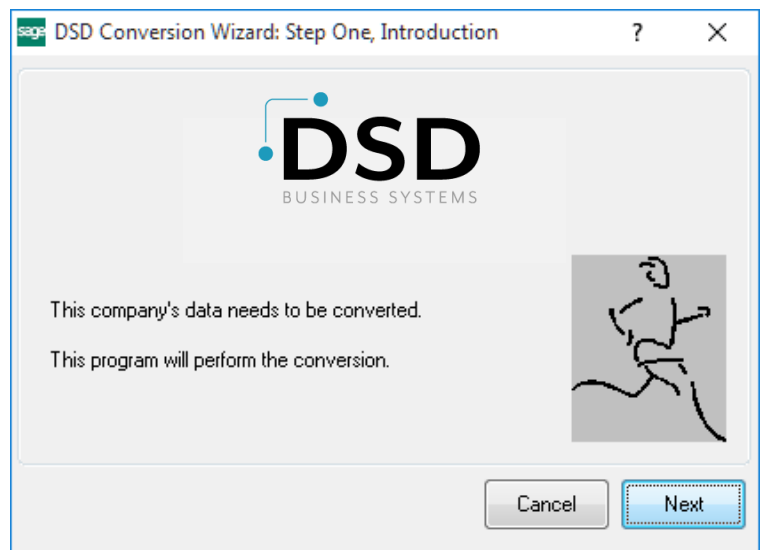 sage DSD Conversion Wizard: Step One, Introduction ? X
DSD
BUSINESS SYSTEMS
This company's data needs to be converted.
This program will perform the conversion.
Cancel Next